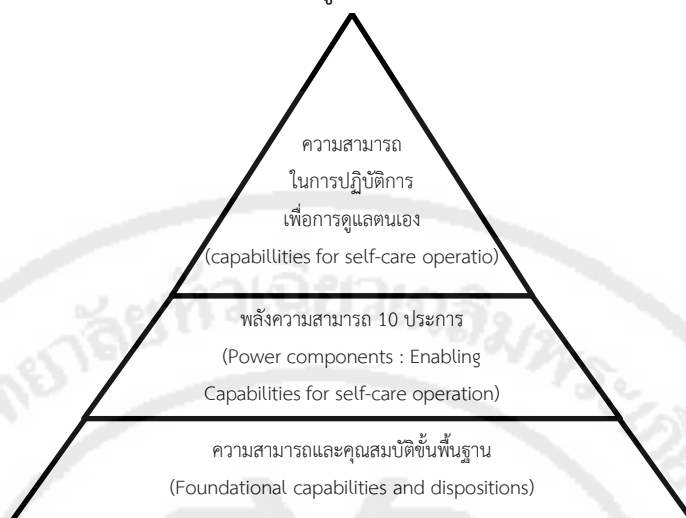 ความสามารถ
ในการปฏิบัติการ
เพื่อการดูแลตนเอง
(capabillities for self-care operatio)
พลังความสามารถ 10 ประการ
(Power components : Enabling
Capabilities for self-care operation)
ความสามารถและคุณสมบัติขั้นพื้นฐาน
(Foundational capabilities and dispositions)